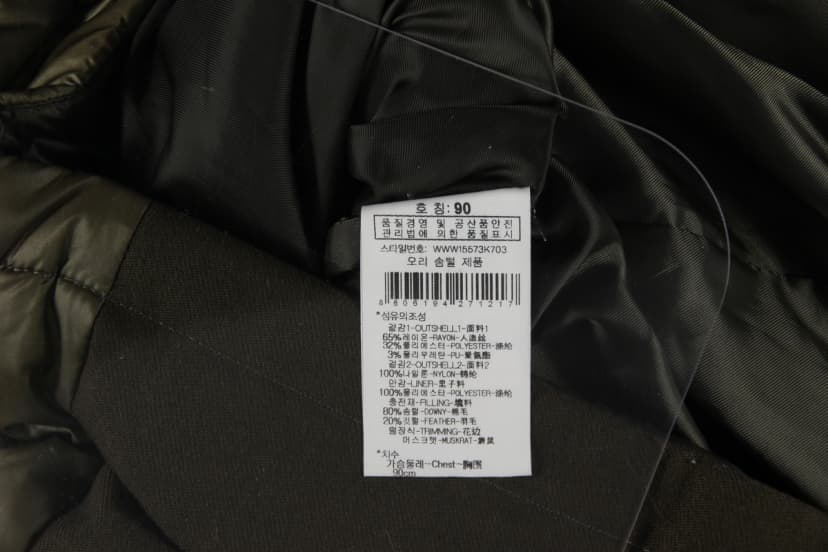 호 칭: 90
품질경영 및 공산품안전
관리법에 의한 품질표시
스타일번호: WWW15573K703
오리 솜털 제품
8806194271217
*섬유의조성
겉감1-OUTSHELL1-面料1
65%레이온-RAYON-人造丝
32%폴리에스터-POLYESTER-涤纶
3%폴리우레탄-PU-聚氨酯
겉감2-OUTSHELL2-面料2
100%나일론-NYLON-锦纶
안감-LINER-里子料
100%폴리에스터-POLYESTER-涤纶
충전재-FILLING-填料
80%솜털-DOWNY-棉毛
20%깃털-FEATHER-羽毛
원장식-TRIMMING-花边
머스크랫-MUSKRAT-麝鼠
*치수
가슴둘레-Chest-胸围
90cm